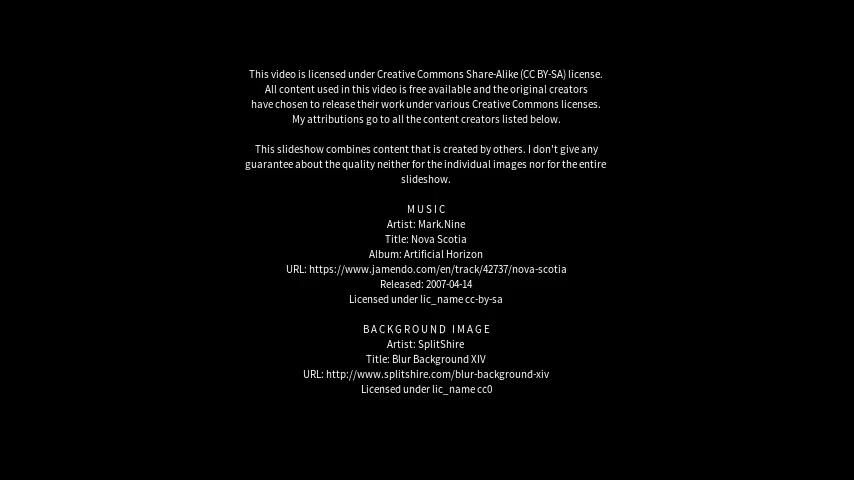 This video is licensed under Creative Commons Share-Alike (CC BY-SA) license.
All content used in this video is free available and the original creators
have chosen to release their work under various Creative Commons licenses.
My attributions go to all the content creators listed below.
This slideshow combines content that is created by others. I don't give any
guarantee about the quality neither for the individual images nor for the entire
slideshow.
MUSIC
Artist: Mark.Nine
Title: Nova Scotia
Album: Artificial Horizon
URL: https://www.jamendo.com/en/track/42737/nova-scotia
Released: 2007-04-14
Licensed under lic_name cc-by-sa
BACKGROUND IMAGE
Artist: SplitShire
Title: Blur Background XIV
URL: http://www.splitshire.com/blur-background-xiv
Licensed under lic_name cc0